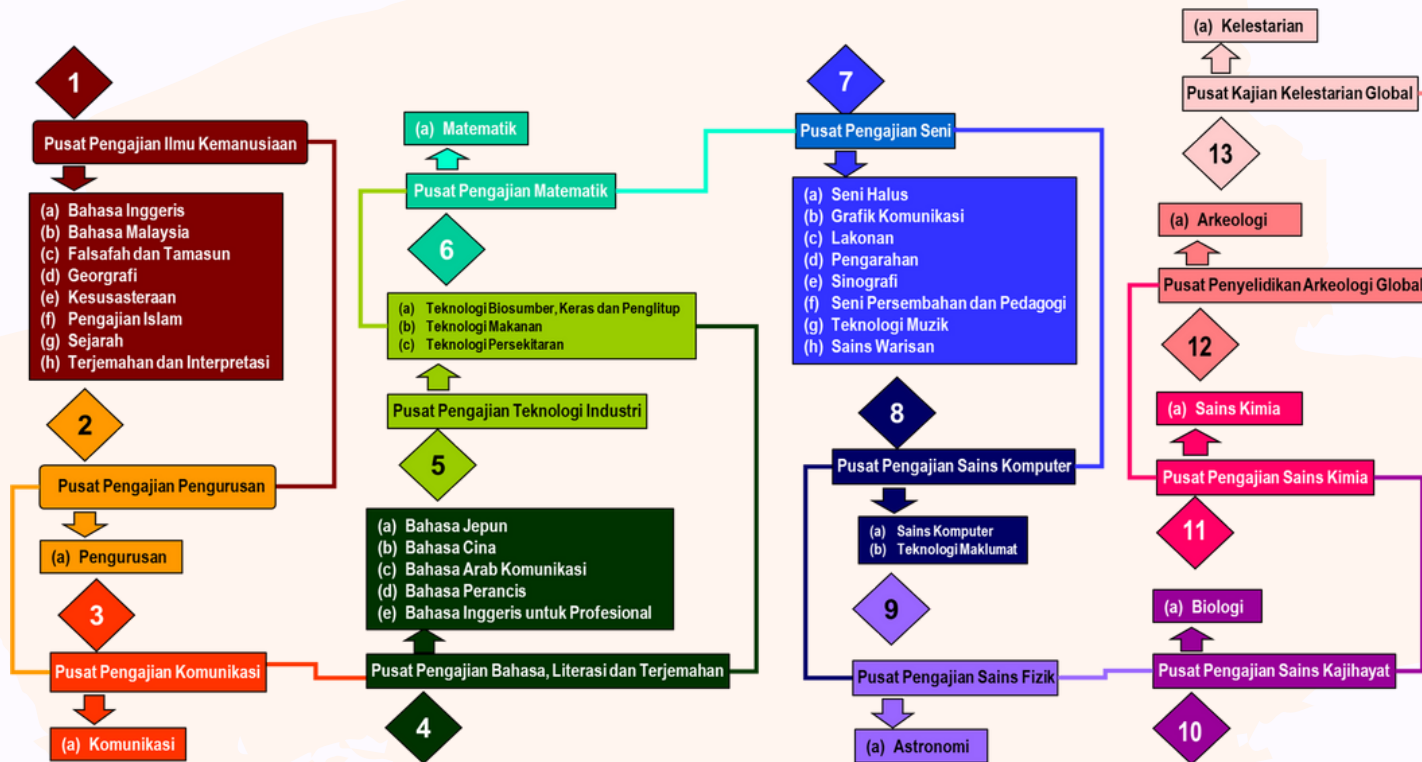 1
Pusat Pengajian Ilmu Kemanusiaan
(a) Bahasa Inggeris
(b) Bahasa Malaysia
(c) Falsafah dan Tamasun
(d) Georgrafi
(e) Kesusasteraan
(f) Pengajian Islam
(g) Sejarah
(h) Terjemahan dan Interpretasi
2
Pusat Pengajian Pengurusan
(a) Pengurusan
3
Pusat Pengajian Komunikasi
(a) Komunikasi
(a) Matematik
Pusat Pengajian Matematik
6
(a) Teknologi Biosumber, Keras dan Penglitup
(b) Teknologi Makanan
(c) Teknologi Persekitaran
Pusat Pengajian Teknologi Industri
5
(a) Bahasa Jepun
(b) Bahasa Cina
(c) Bahasa Arab Komunikasi
(d) Bahasa Perancis
(e) Bahasa Inggeris untuk Profesional
Pusat Pengajian Bahasa, Literasi dan Terjemahan
4
7
Pusat Pengajian Seni
(a) Seni Halus
(b) Grafik Komunikasi
(c) Lakonan
(d) Pengarahan
(e) Sinografi
(f) Seni Persembahan dan Pedagogi
(g) Teknologi Muzik
(h) Sains Warisan
8
Pusat Pengajian Sains Komputer
(a) Sains Komputer
(b) Teknologi Maklumat
9
Pusat Pengajian Sains Fizik
(a) Astronomi
(a) Kelestarian
Pusat Kajian Kelestarian Global
13
(a) Arkeologi
Pusat Penyelidikan Arkeologi Global
12
(a) Sains Kimia
Pusat Pengajian Sains Kimia
11
(a) Biologi
Pusat Pengajian Sains Kajihayat
10